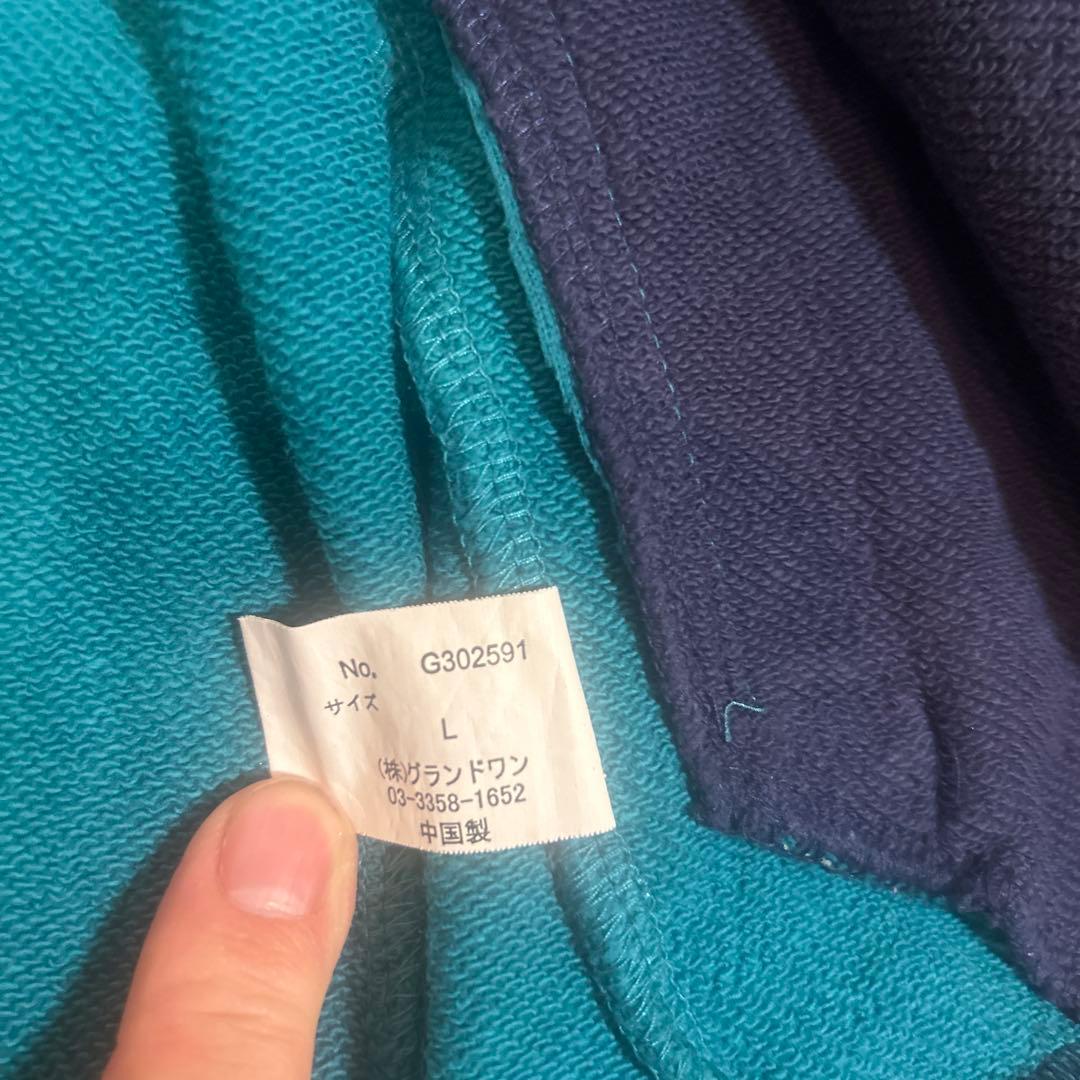 No. G302591
サイズ
L
(株)グランドワン
03-3358-1652
中国製